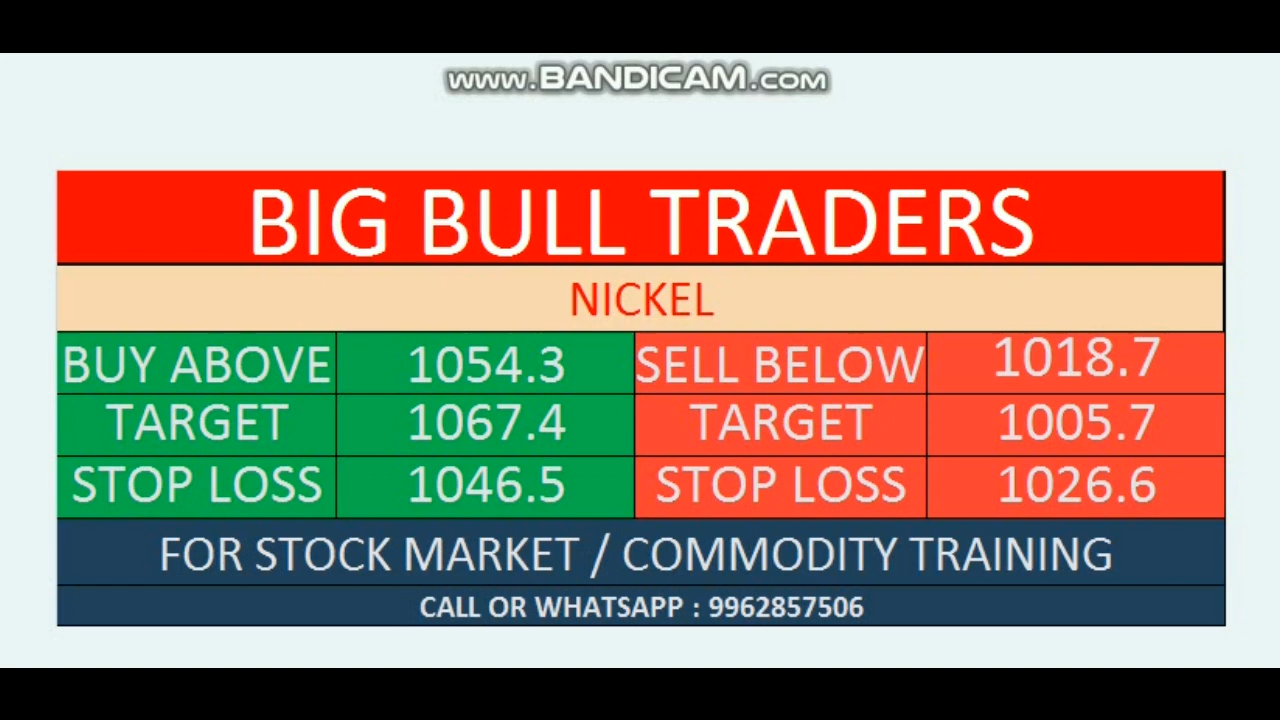 www.BANDICAM.com
BIG BULL TRADERS
NICKEL
BUY ABOVE 1054.3 SELL BELOW 1018.7
TARGET 1067.4 TARGET 1005.7
STOP LOSS 1046.5 STOP LOSS 1026.6
FOR STOCK MARKET / COMMODITY TRAINING
CALL OR WHATSAPP : 9962857506